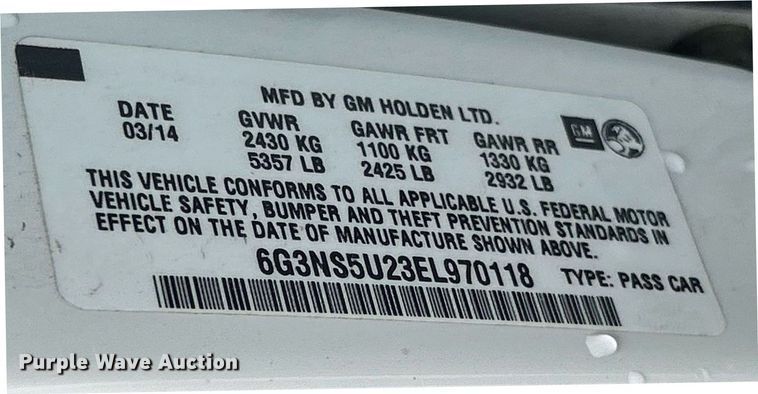 MFD BY GM HOLDEN LTD.
DATE GVWR GAWR FRT GAWR RR GM
03/14 2430 KG 1100 KG 1330 KG
5357 LB 2425 LB 2932 LB
THIS VEHICLE CONFORMS TO ALL APPLICABLE U.S. FEDERAL MOTOR
VEHICLE SAFETY, BUMPER AND THEFT PREVENTION STANDARDS IN
EFFECT ON THE DATE OF MANUFACTURE SHOWN ABOVE.
6G3NS5U23EL970118 TYPE: PASS CAR
Purple Wave Auction